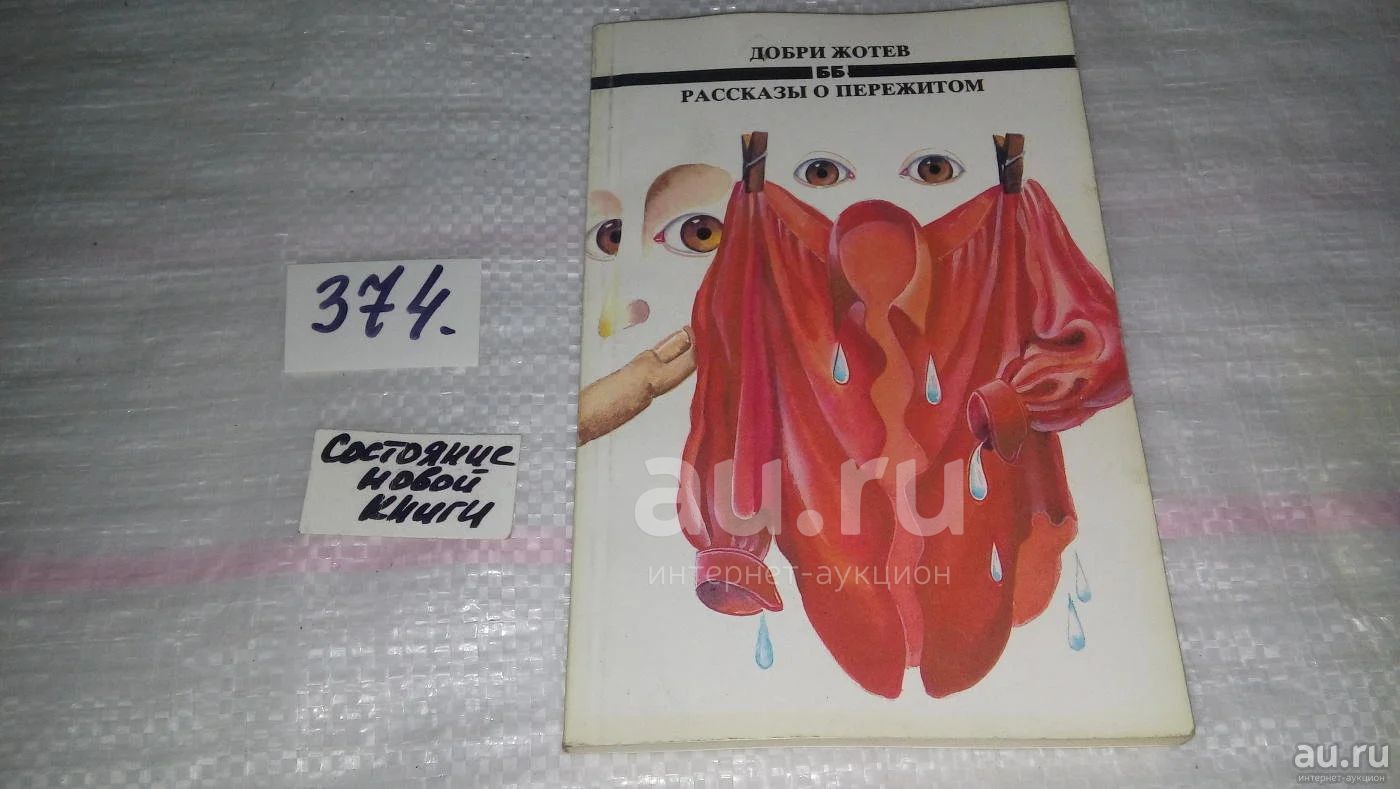 ДОБРИ ЖОТЕВ
ББ
РАССКАЗЫ О ПЕРЕЖИТОМ
374.
Состояние
новой
книги
au.ru
интернет-аукцион
au.ru
интернет-аукцион